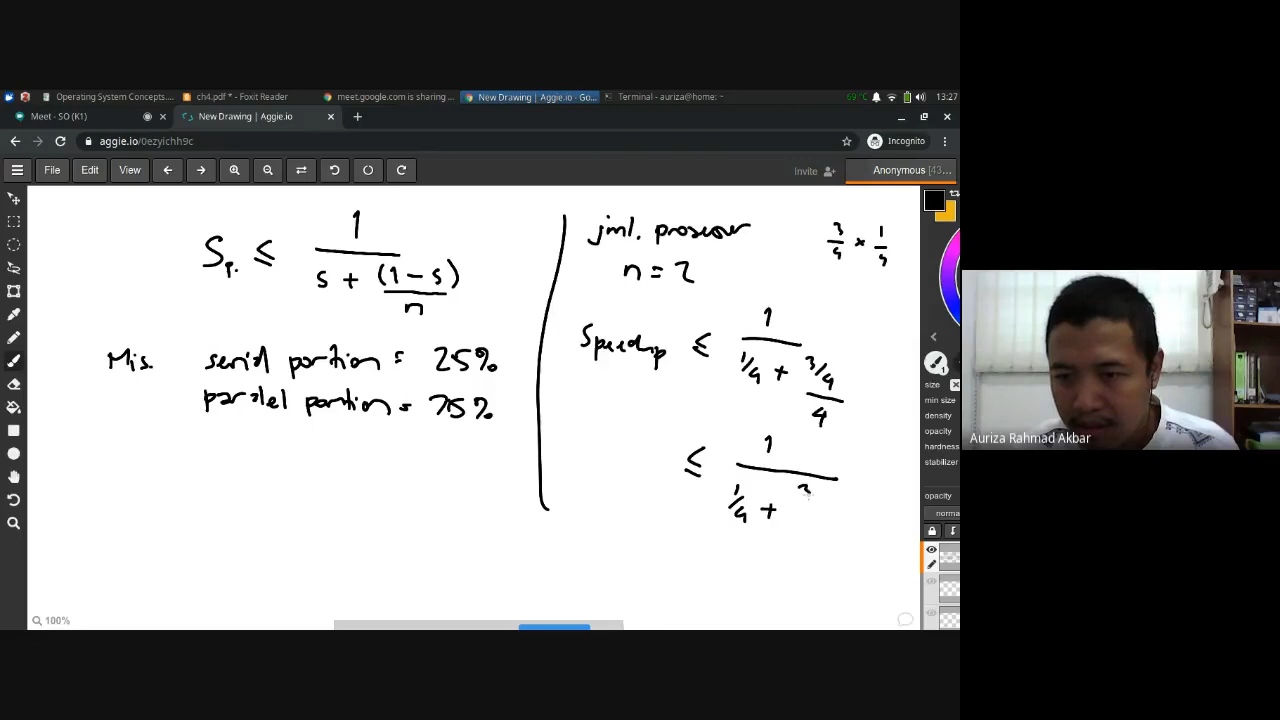 Operating System Concepts....
ch4.pdf * - Foxit Reader
meet.google.com is sharing ...
New Drawing | Aggie.io - Go...
Terminal - auriza@home: ~
69°C
13:27
Meet - SO (K1)
New Drawing | Aggie.io
aggie.io/0ezyichh9c
Incognito
File Edit View
Invite
Anonymous [43...
Sp. ≤ 1 / (s + (1 - s)/n)
Mis. serial portion = 25%
paralel portion = 75%
jml. prosesor
n = 2
3/4 × 1/4
Speedup ≤ 1 / (1/4 + (3/4)/4)
≤ 1 / (1/4 + 3
size
min size
density
opacity
hardness
stabilizer
opacity
norma
100%
Auriza Rahmad Akbar